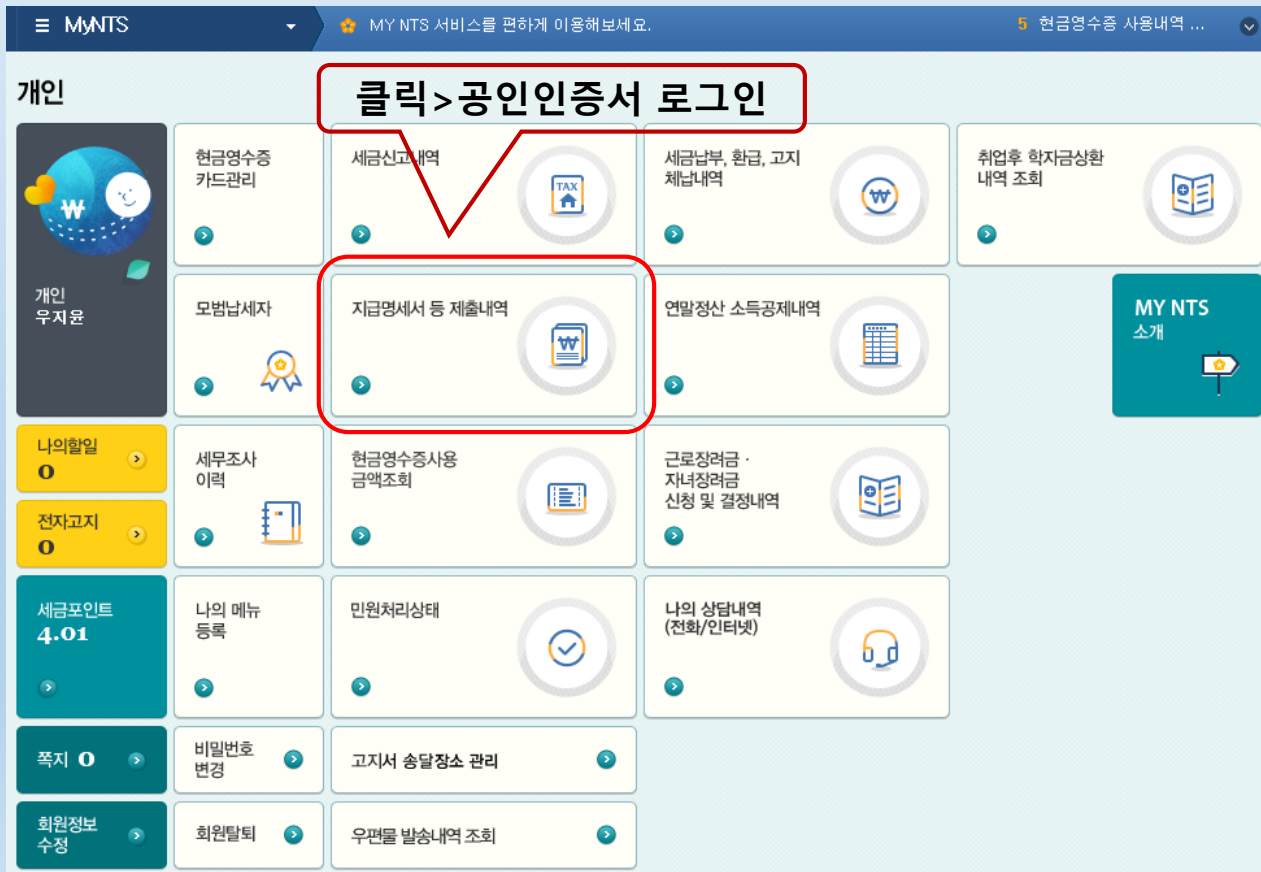 ≡ MyNTS
MY NTS 서비스를 편하게 이용해보세요.
5 현금영수증 사용내역 ...
개인
클릭>공인인증서 로그인
개인
우지윤
현금영수증
카드관리
세금신고내역
TAX
세금납부, 환급, 고지
체납내역
취업후 학자금상환
내역 조회
모범납세자
지급명세서 등 제출내역
연말정산 소득공제내역
MY NTS
소개
나의할일
0
전자고지
0
세무조사
이력
현금영수증사용
금액조회
근로장려금 ·
자녀장려금
신청 및 결정내역
세금포인트
4.01
나의 메뉴
등록
민원처리상태
나의 상담내역
(전화/인터넷)
쪽지 0
비밀번호
변경
고지서 송달장소 관리
회원정보
수정
회원탈퇴
우편물 발송내역 조회